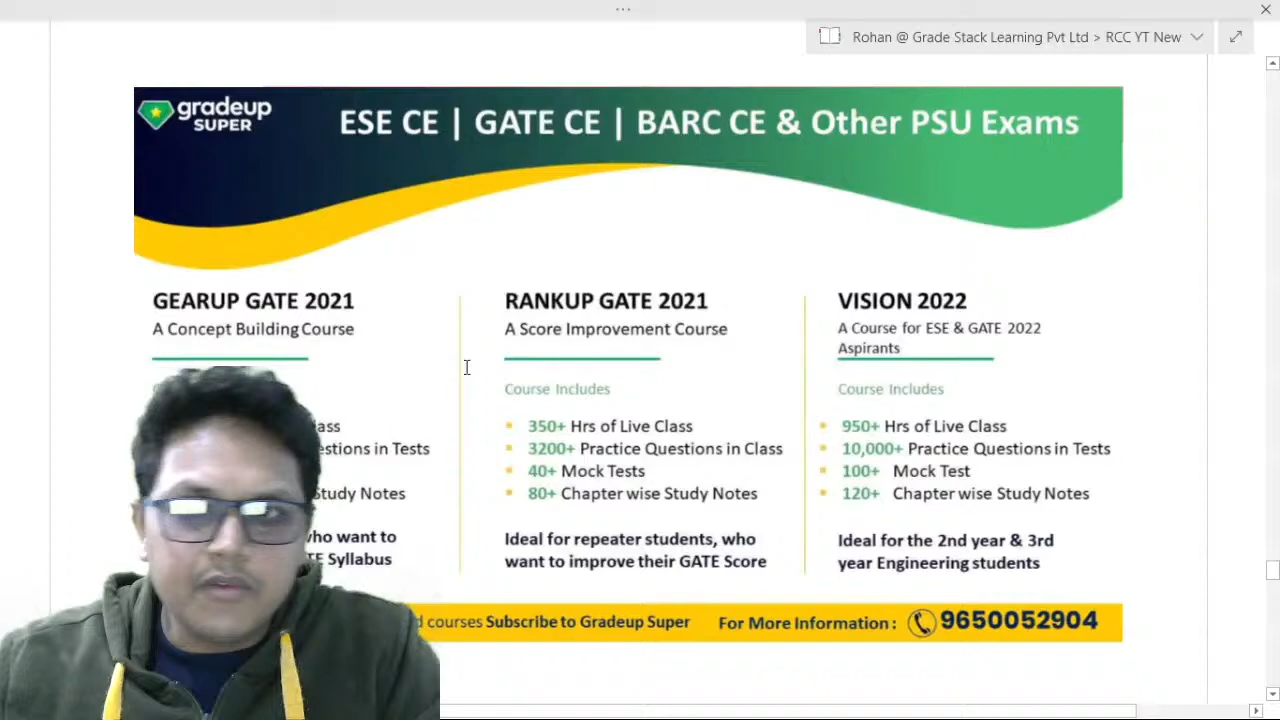 Rohan @ Grade Stack Learning Pvt Ltd > RCC YT New
gradeup
SUPER
ESE CE | GATE CE | BARC CE & Other PSU Exams
GEARUP GATE 2021
A Concept Building Course
Questions in Tests
Study Notes
who want to
Syllabus
RANKUP GATE 2021
A Score Improvement Course
Course Includes
350+ Hrs of Live Class
3200+ Practice Questions in Class
40+ Mock Tests
80+ Chapter wise Study Notes
Ideal for repeater students, who
want to improve their GATE Score
VISION 2022
A Course for ESE & GATE 2022
Aspirants
Course Includes
950+ Hrs of Live Class
10,000+ Practice Questions in Tests
100+ Mock Test
120+ Chapter wise Study Notes
Ideal for the 2nd year & 3rd
year Engineering students
courses Subscribe to Gradeup Super For More Information : 9650052904